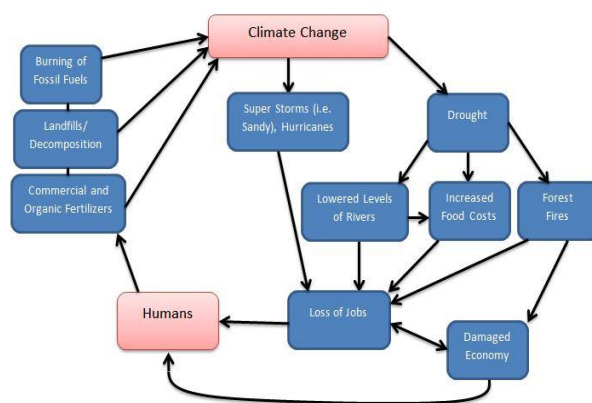 Climate Change
Burning of
Fossil Fuels
Landfills/
Decomposition
Commercial and
Organic Fertilizers
Super Storms (i.e.
Sandy), Hurricanes
Drought
Lowered Levels
of Rivers
Increased
Food Costs
Forest
Fires
Humans
Loss of Jobs
Damaged
Economy